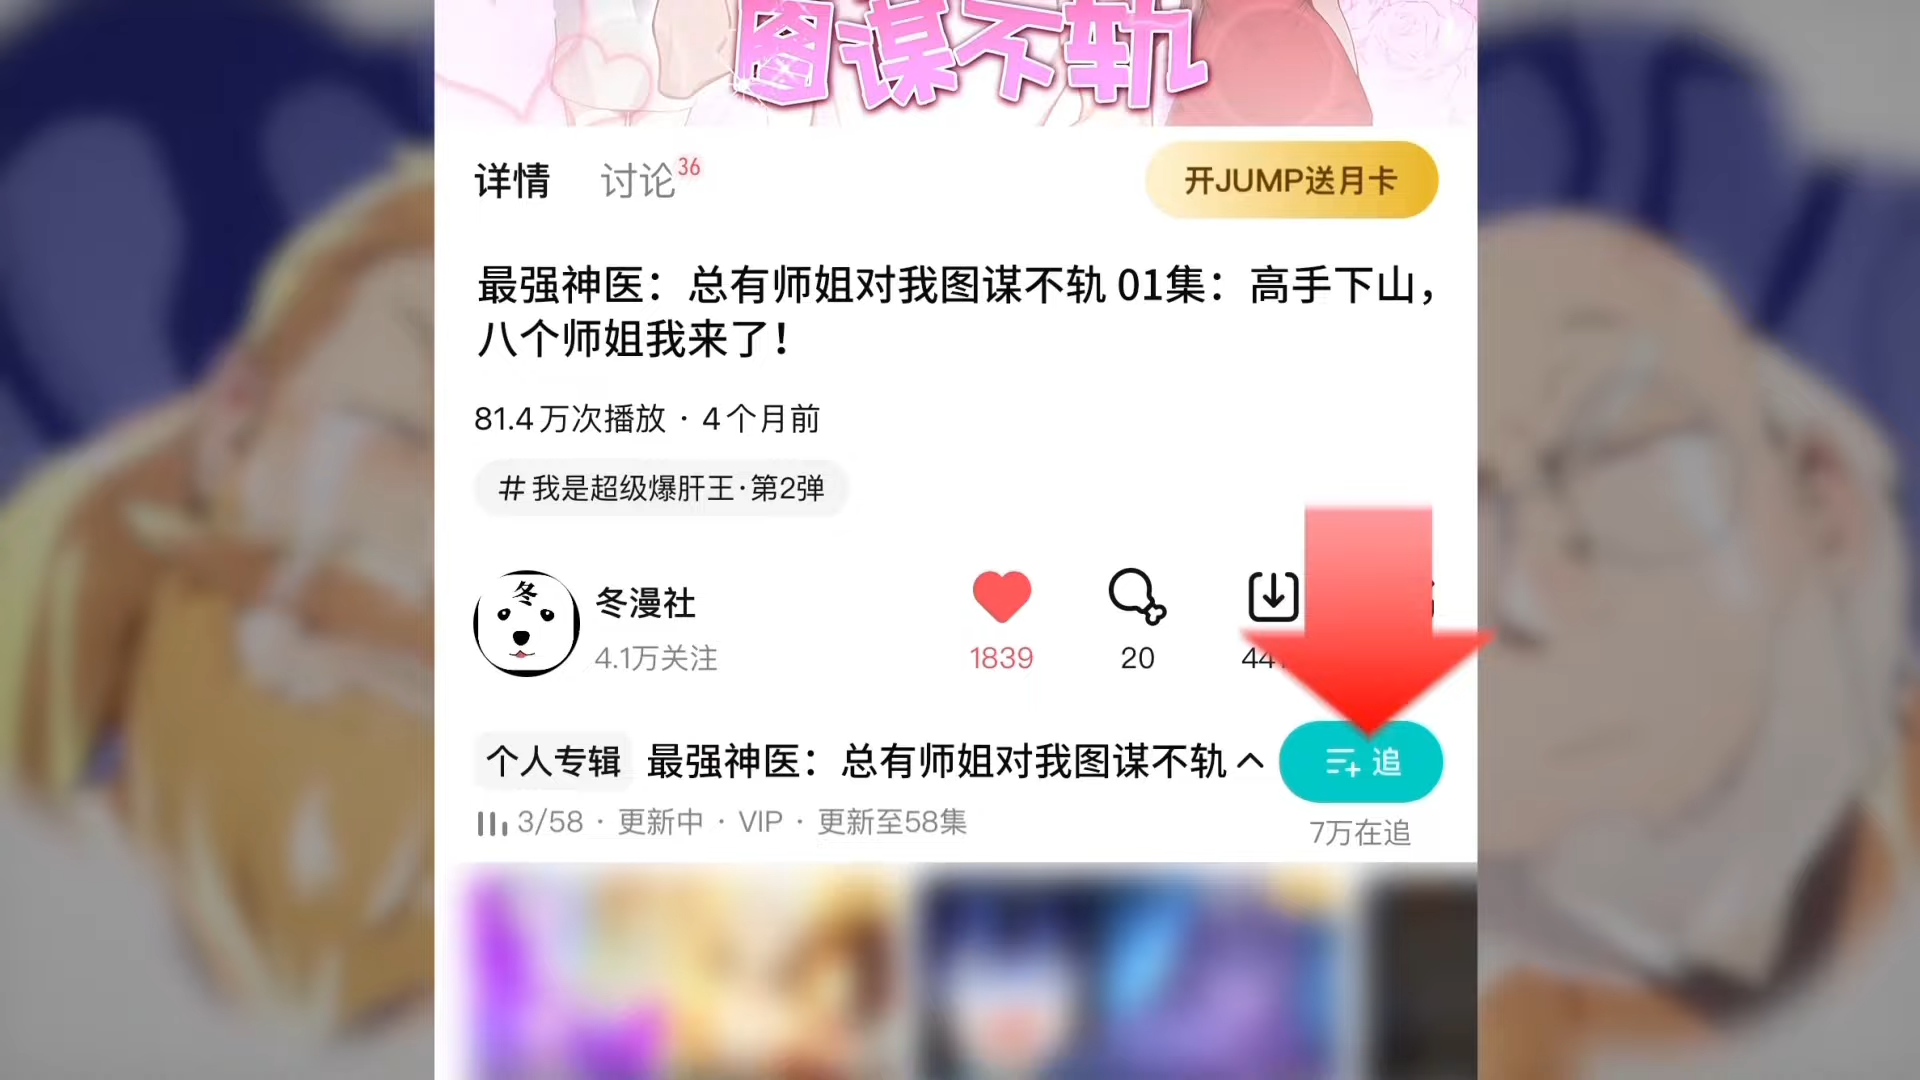 图谋不轨
详情 讨论 36 开JUMP送月卡
最强神医：总有师姐对我图谋不轨 01集：高手下山，
八个师姐我来了！
81.4万次播放 · 4个月前
# 我是超级爆肝王·第2弹
冬
冬漫社
4.1万关注
1839 20
个人专辑 最强神医：总有师姐对我图谋不轨 追
3/58 · 更新中 · VIP · 更新至58集 7万在追